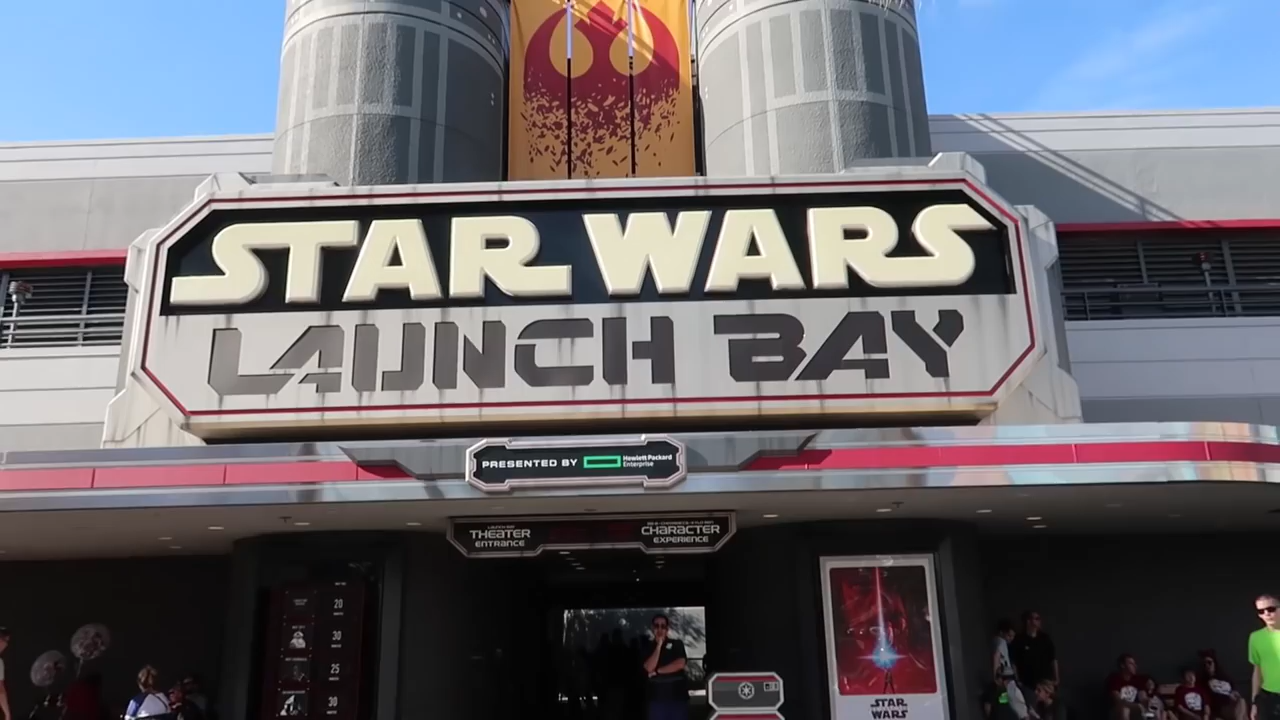 STAR WARS
LAUNCH BAY
PRESENTED BY Hewlett Packard
Enterprise
THEATER
ENTRANCE
CHARACTER
EXPERIENCE
20
30
25
30
STAR
WARS